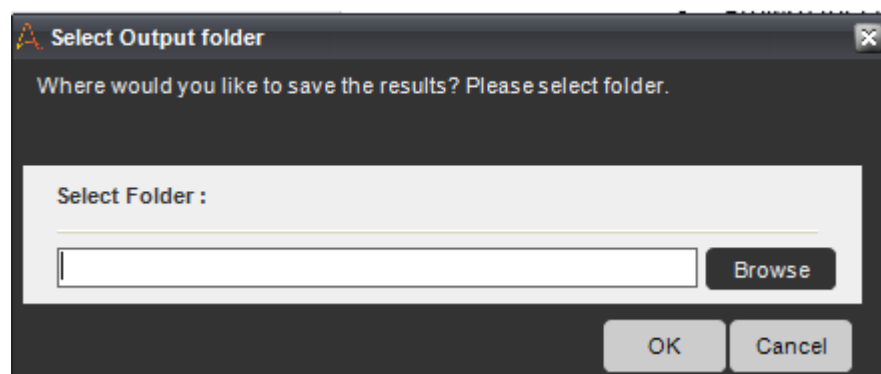 Select Output folder
Where would you like to save the results? Please select folder.
Select Folder :
Browse
OK
Cancel